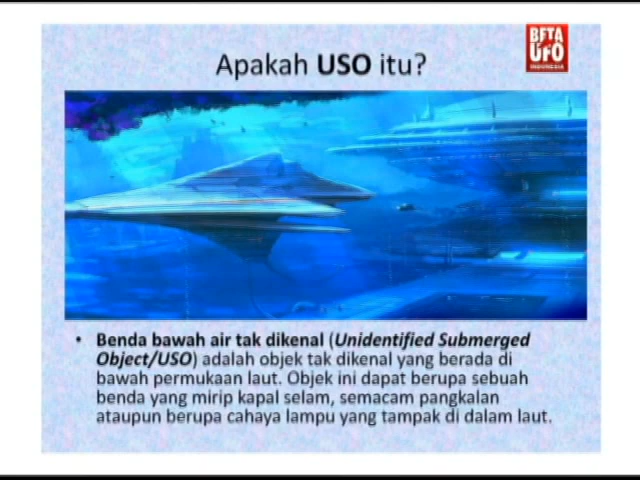 Apakah USO itu?
BETA
UFO
INDONESIA
• Benda bawah air tak dikenal (Unidentified Submerged
Object/USO) adalah objek tak dikenal yang berada di
bawah permukaan laut. Objek ini dapat berupa sebuah
benda yang mirip kapal selam, semacam pangkalan
ataupun berupa cahaya lampu yang tampak di dalam laut.